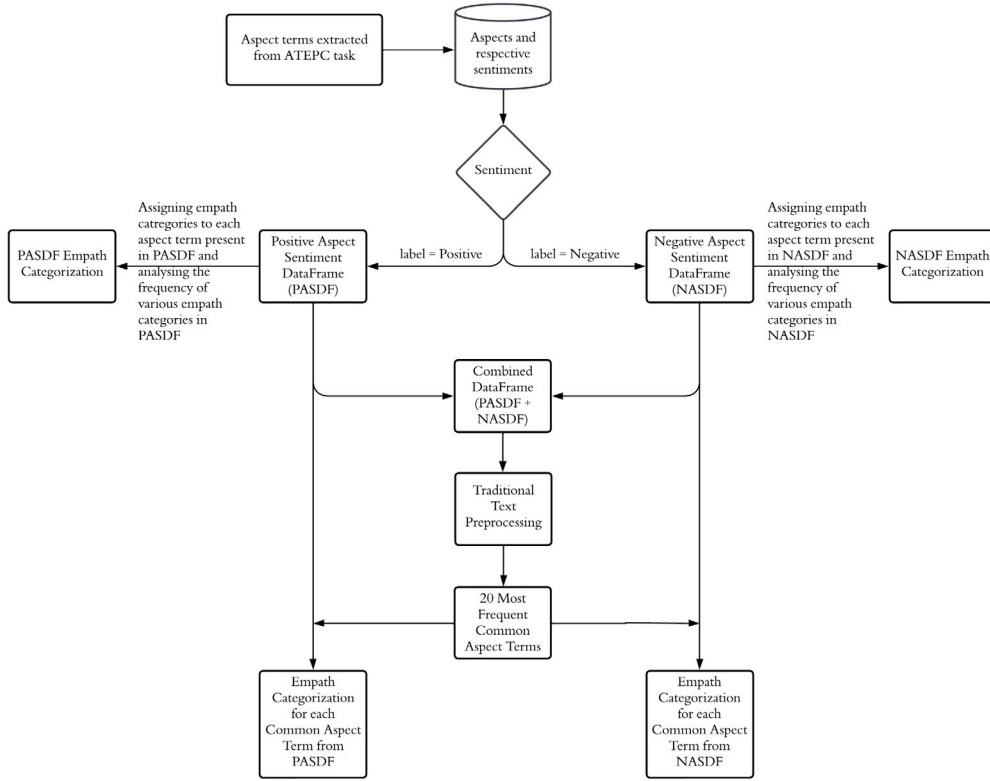 Aspect terms extracted
from ATEPC task
Aspects and
respective
sentiments
Sentiment
label = Positive
label = Negative
PASDF Empath
Categorization
Assigning empath
catregories to each
aspect term present
in PASDF and
analysing the
frequency of
various empath
categories in
PASDF
Positive Aspect
Sentiment
DataFrame
(PASDF)
Negative Aspect
Sentiment
DataFrame
(NASDF)
Assigning empath
catregories to each
aspect term present
in NASDF and
analysing the
frequency of
various empath
categories in
NASDF
NASDF Empath
Categorization
Combined
DataFrame
(PASDF +
NASDF)
Traditional
Text
Preprocessing
20 Most
Frequent
Common
Aspect Terms
Empath
Categorization
for each
Common Aspect
Term from
PASDF
Empath
Categorization
for each
Common Aspect
Term from
NASDF